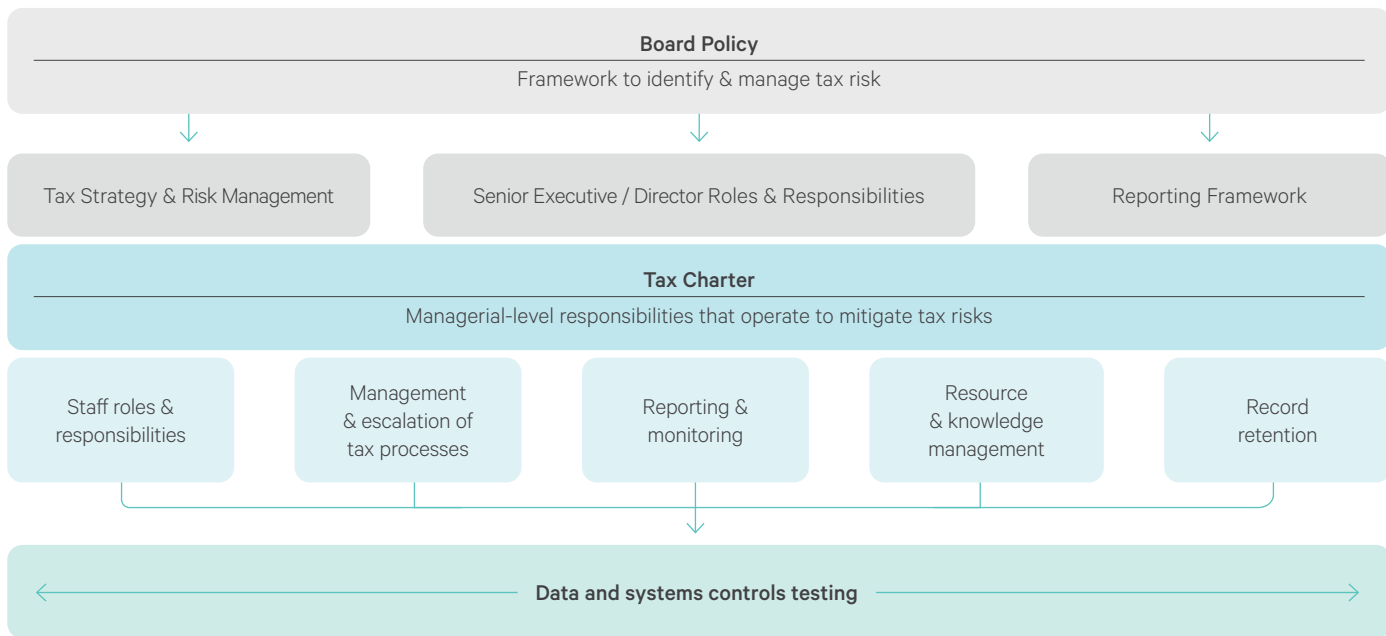 Board Policy
Framework to identify & manage tax risk
Tax Strategy & Risk Management
Senior Executive / Director Roles & Responsibilities
Reporting Framework
Tax Charter
Managerial-level responsibilities that operate to mitigate tax risks
Staff roles &
responsibilities
Management
& escalation of
tax processes
Reporting &
monitoring
Resource
& knowledge
management
Record
retention
Data and systems controls testing